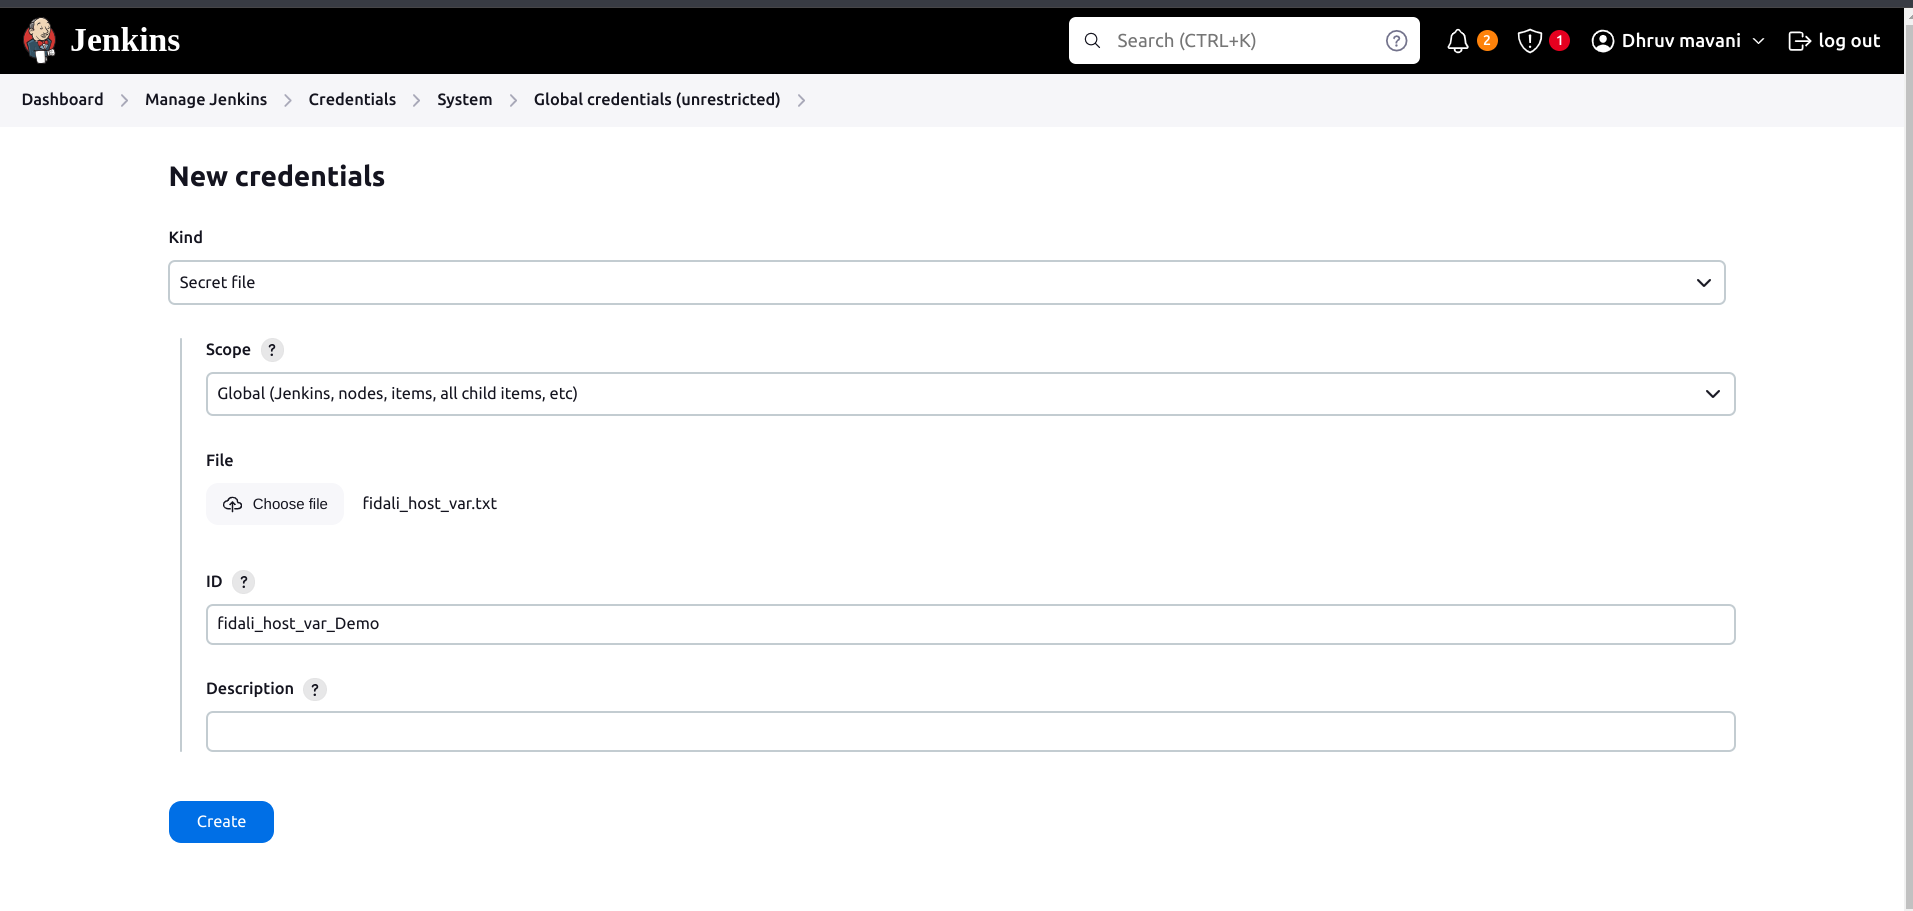 Jenkins
Search (CTRL+K)
?
2
1
Dhruv mavani
log out
Dashboard
Manage Jenkins
Credentials
System
Global credentials (unrestricted)
New credentials
Kind
Secret file
Scope ?
Global (Jenkins, nodes, items, all child items, etc)
File
Choose file fidali_host_var.txt
ID ?
fidali_host_var_Demo
Description ?
Create